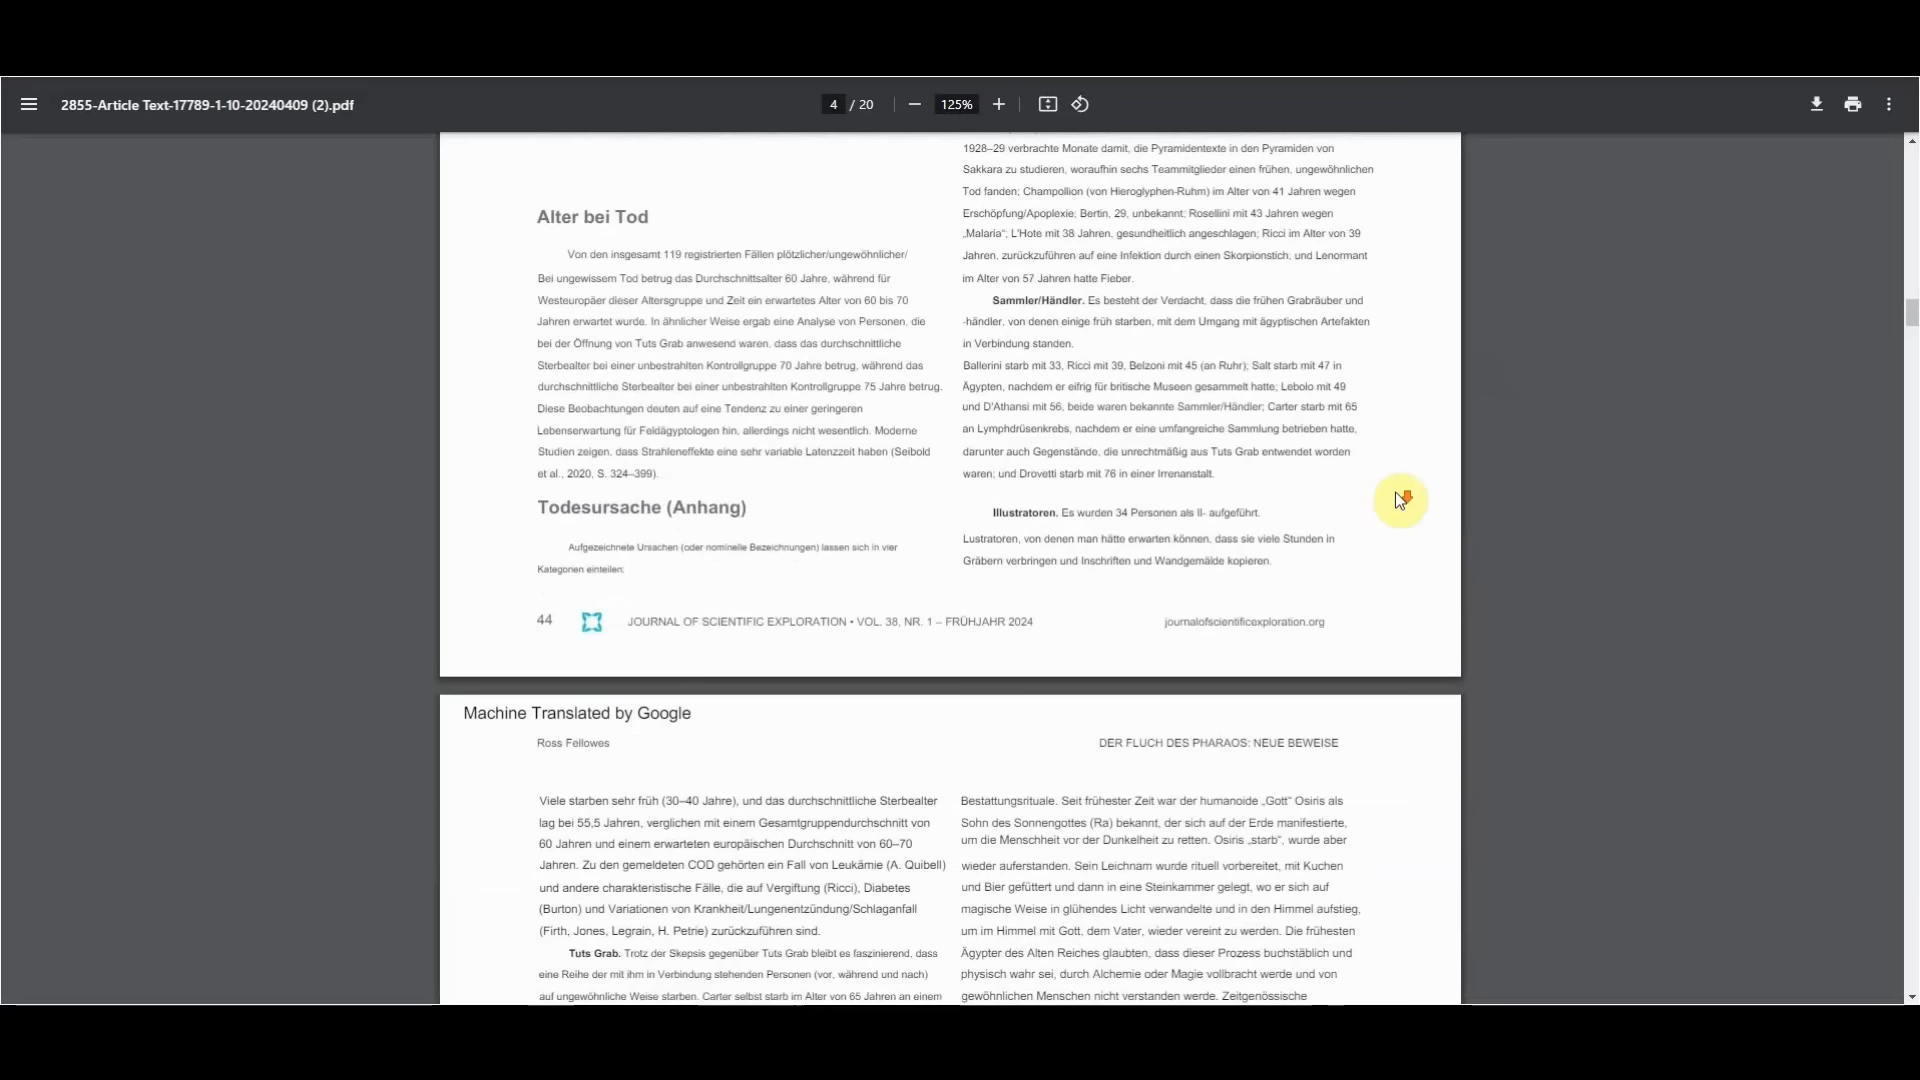 2855-Article Text-17789-1-10-20240409 (2).pdf
4 / 20
125%
Alter bei Tod
Von den insgesamt 119 registrierten Fällen plötzlicher/ungewöhnlicher/
Bei ungewissem Tod betrug das Durchschnittsalter 60 Jahre, während für
Westeuropäer dieser Altersgruppe und Zeit ein erwartetes Alter von 60 bis 70
Jahren erwartet wurde. In ähnlicher Weise ergab eine Analyse von Personen, die
bei der Öffnung von Tuts Grab anwesend waren, dass das durchschnittliche
Sterbealter bei einer unbestrahlten Kontrollgruppe 70 Jahre betrug, während das
durchschnittliche Sterbealter bei einer unbestrahlten Kontrollgruppe 75 Jahre betrug.
Diese Beobachtungen deuten auf eine Tendenz zu einer geringeren
Lebenserwartung für Feldägyptologen hin, allerdings nicht wesentlich. Moderne
Studien zeigen, dass Strahleneffekte eine sehr variable Latenzzeit haben (Seibold
et al., 2020, S. 324–399).
Todesursache (Anhang)
Aufgezeichnete Ursachen (oder nominelle Bezeichnungen) lassen sich in vier
Kategorien einteilen:
1928–29 verbrachte Monate damit, die Pyramidentexte in den Pyramiden von
Sakkara zu studieren, woraufhin sechs Teammitglieder einen frühen, ungewöhnlichen
Tod fanden; Champollion (von Hieroglyphen-Ruhm) im Alter von 41 Jahren wegen
Erschöpfung/Apoplexie; Bertin, 29, unbekannt; Rosellini mit 43 Jahren wegen
„Malaria“; L'Hote mit 38 Jahren, gesundheitlich angeschlagen; Ricci im Alter von 39
Jahren, zurückzuführen auf eine Infektion durch einen Skorpionstich; und Lenormant
im Alter von 57 Jahren hatte Fieber.
Sammler/Händler. Es besteht der Verdacht, dass die frühen Grabräuber und
-händler, von denen einige früh starben, mit dem Umgang mit ägyptischen Artefakten
in Verbindung standen.
Ballerini starb mit 33, Ricci mit 39, Belzoni mit 45 (an Ruhr); Salt starb mit 47 in
Ägypten, nachdem er eifrig für britische Museen gesammelt hatte; Lebolo mit 49
und D'Athansi mit 56, beide waren bekannte Sammler/Händler; Carter starb mit 65
an Lymphdrüsenkrebs, nachdem er eine umfangreiche Sammlung betrieben hatte,
darunter auch Gegenstände, die unrechtmäßig aus Tuts Grab entwendet worden
waren; und Drovetti starb mit 76 in einer Irrenanstalt.
Illustratoren. Es wurden 34 Personen als Il- aufgeführt.
Lustratoren, von denen man hätte erwarten können, dass sie viele Stunden in
Gräbern verbringen und Inschriften und Wandgemälde kopieren.
44 JOURNAL OF SCIENTIFIC EXPLORATION • VOL. 38, NR. 1 – FRÜHJAHR 2024 journalofscientificexploration.org
Machine Translated by Google
Ross Fellowes DER FLUCH DES PHARAOS: NEUE BEWEISE
Viele starben sehr früh (30–40 Jahre), und das durchschnittliche Sterbealter
lag bei 55,5 Jahren, verglichen mit einem Gesamtgruppendurchschnitt von
60 Jahren und einem erwarteten europäischen Durchschnitt von 60–70
Jahren. Zu den gemeldeten COD gehörten ein Fall von Leukämie (A. Quibell)
und andere charakteristische Fälle, die auf Vergiftung (Ricci), Diabetes
(Burton) und Variationen von Krankheit/Lungenentzündung/Schlaganfall
(Firth, Jones, Legrain, H. Petrie) zurückzuführen sind.
Tuts Grab. Trotz der Skepsis gegenüber Tuts Grab bleibt es faszinierend, dass
eine Reihe der mit ihm in Verbindung stehenden Personen (vor, während und nach)
auf ungewöhnliche Weise starben. Carter selbst starb im Alter von 65 Jahren an einem
Bestattungsrituale. Seit frühester Zeit war der humanoide „Gott“ Osiris als
Sohn des Sonnengottes (Ra) bekannt, der sich auf der Erde manifestierte,
um die Menschheit vor der Dunkelheit zu retten. Osiris „starb“, wurde aber
wieder auferstanden. Sein Leichnam wurde rituell vorbereitet, mit Kuchen
und Bier gefüttert und dann in eine Steinkammer gelegt, wo er sich auf
magische Weise in glühendes Licht verwandelte und in den Himmel aufstieg,
um im Himmel mit Gott, dem Vater, wieder vereint zu werden. Die frühesten
Ägypter des Alten Reiches glaubten, dass dieser Prozess buchstäblich und
physisch wahr sei, durch Alchemie oder Magie vollbracht werde und von
gewöhnlichen Menschen nicht verstanden werde. Zeitgenössische